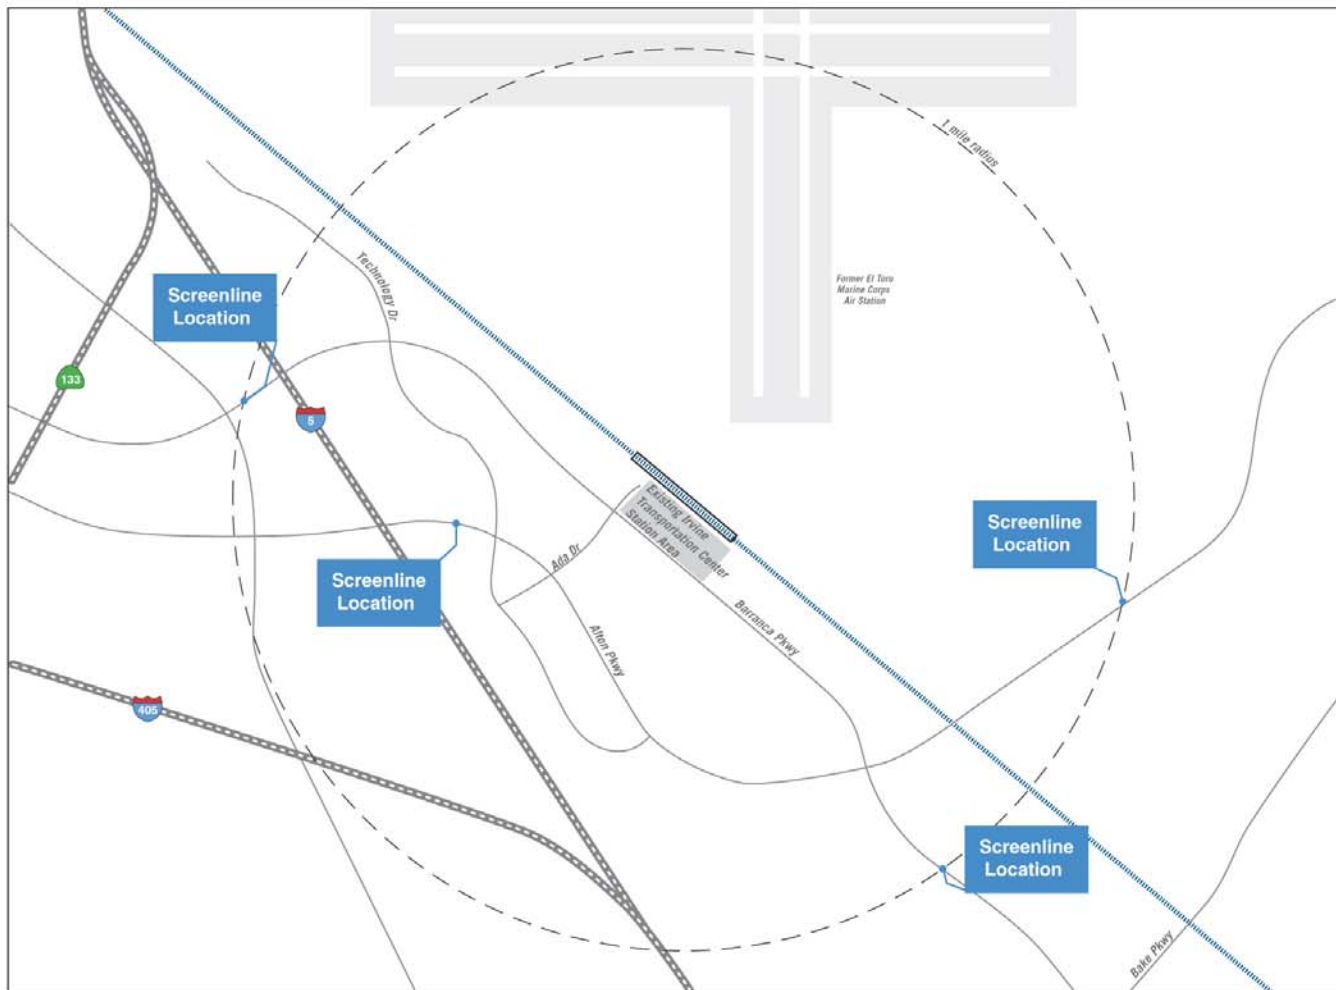 1 mile radius
Technology Dr
Former El Toro
Marine Corps
Air Station
Screenline
Location
133
5
Existing Irvine
Transportation Center
Station Area
Screenline
Location
Ada Dr
Screenline
Location
Barranca Pkwy
Alton Pkwy
405
Screenline
Location
Bake Pkwy